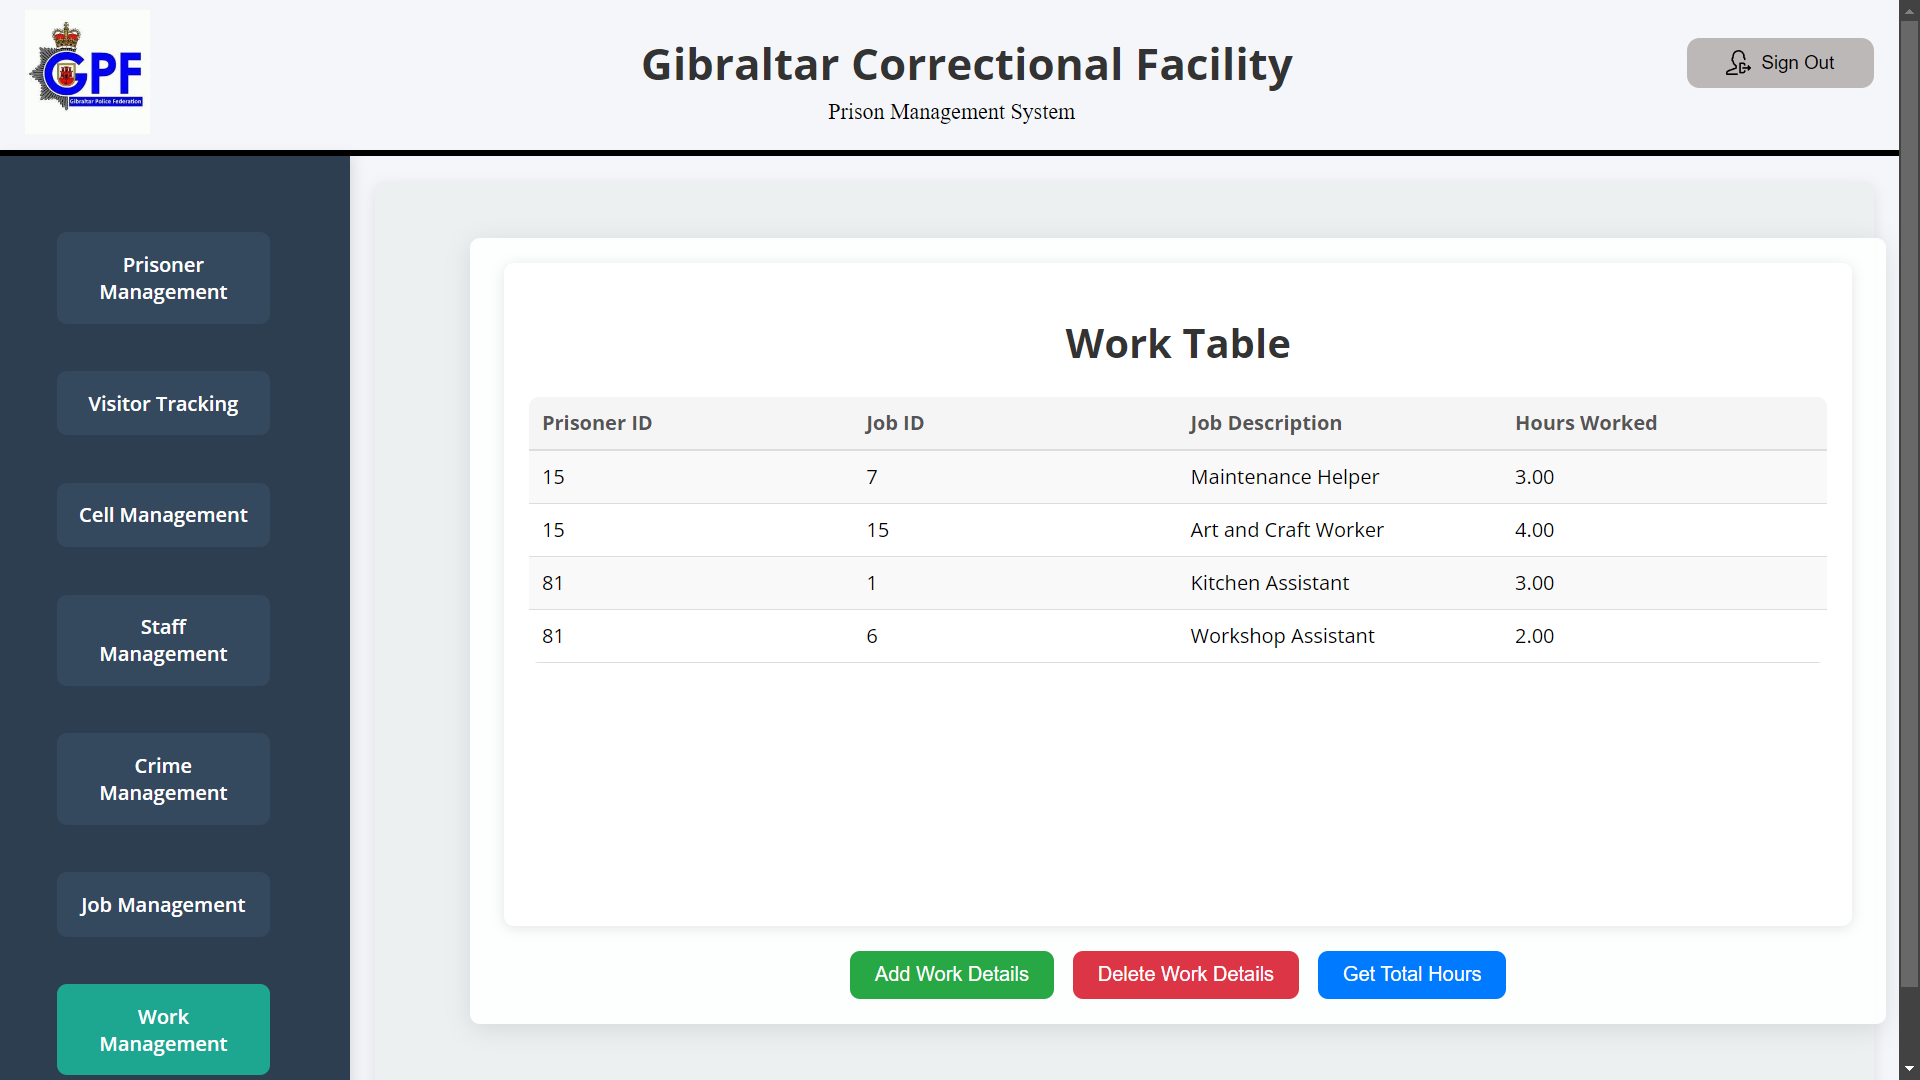 GPF
Gibraltar Police Federation
Gibraltar Correctional Facility
Prison Management System
Sign Out
Prisoner
Management
Visitor Tracking
Cell Management
Staff
Management
Crime
Management
Job Management
Work
Management
Work Table
Prisoner ID Job ID Job Description Hours Worked
15 7 Maintenance Helper 3.00
15 15 Art and Craft Worker 4.00
81 1 Kitchen Assistant 3.00
81 6 Workshop Assistant 2.00
Add Work Details Delete Work Details Get Total Hours